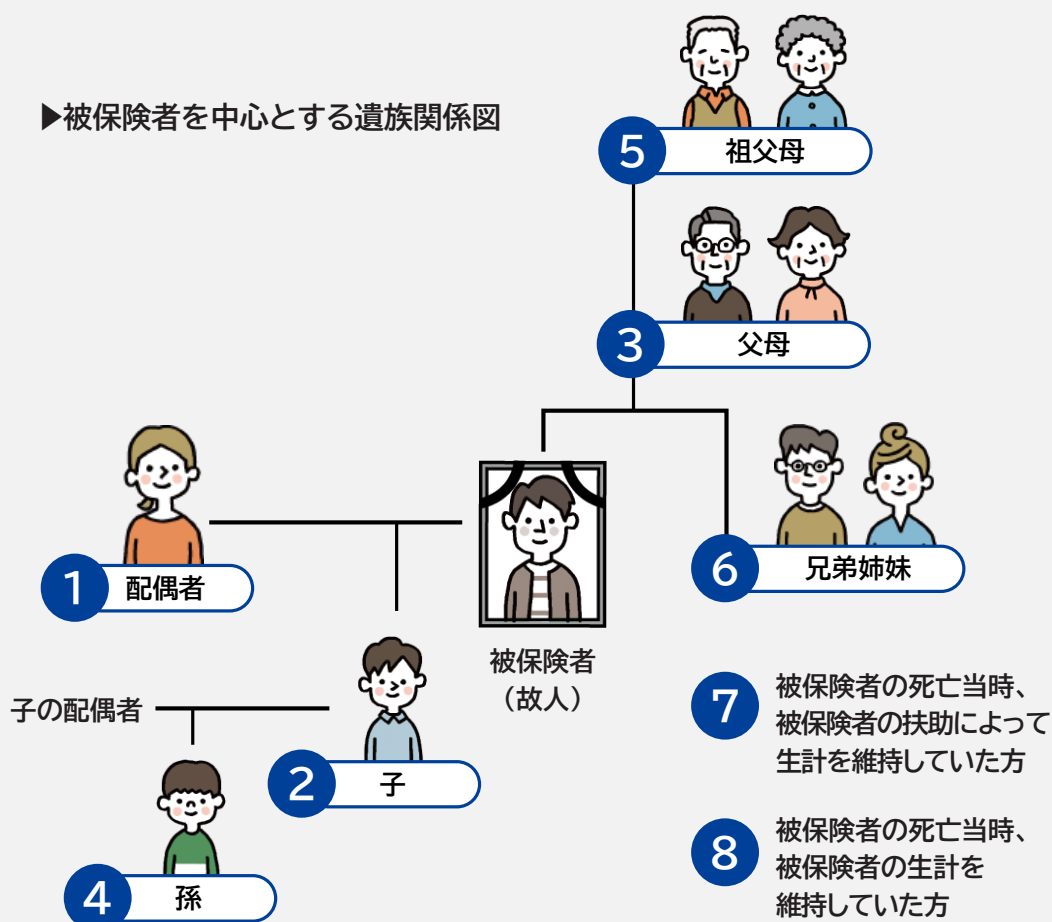 ▶被保険者を中心とする遺族関係図
5 祖父母
3 父母
1 配偶者
被保険者
（故人）
6 兄弟姉妹
子の配偶者
2 子
4 孫
7 被保険者の死亡当時、
被保険者の扶助によって
生計を維持していた方
8 被保険者の死亡当時、
被保険者の生計を
維持していた方